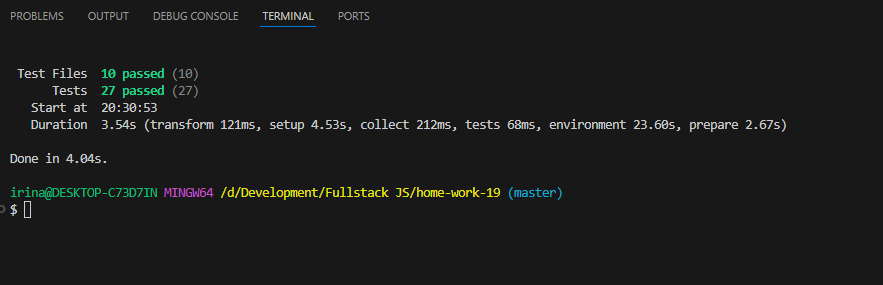 PROBLEMS OUTPUT DEBUG CONSOLE TERMINAL PORTS
Test Files 10 passed (10)
Tests 27 passed (27)
Start at 20:30:53
Duration 3.54s (transform 121ms, setup 4.53s, collect 212ms, tests 68ms, environment 23.60s, prepare 2.67s)
Done in 4.04s.
irina@DESKTOP-C73D7IN MINGW64 /d/Development/Fullstack JS/home-work-19 (master)
$